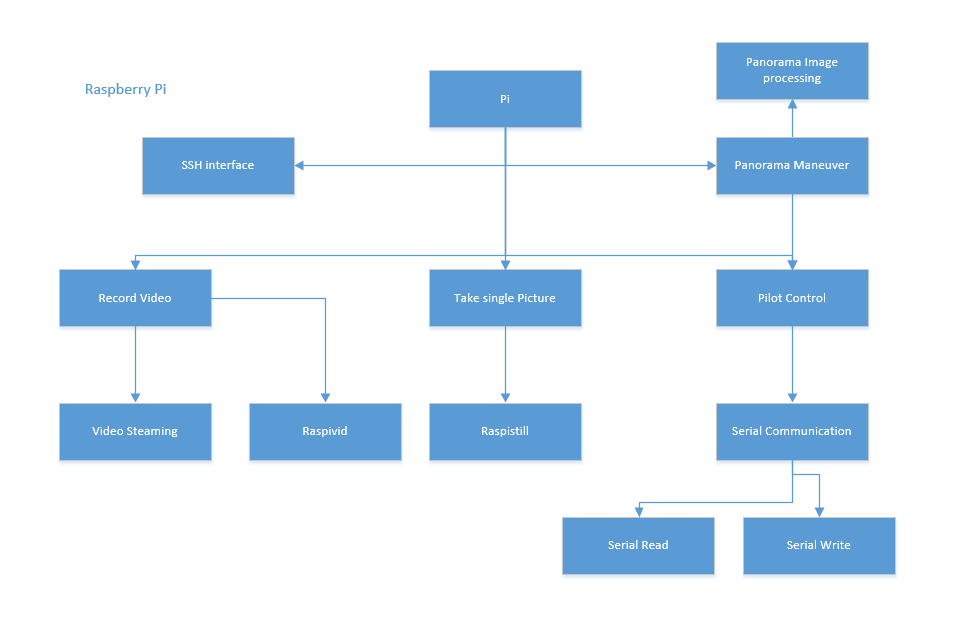 Panorama Image
processing
Raspberry Pi
Pi
SSH interface
Panorama Maneuver
Record Video
Take single Picture
Pilot Control
Video Steaming
Raspivid
Raspistill
Serial Communication
Serial Read
Serial Write